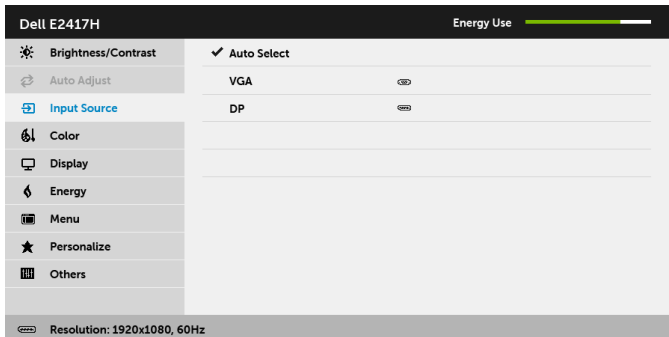 Dell E2417H
Energy Use
Brightness/Contrast
Auto Adjust
Input Source
Color
Display
Energy
Menu
Personalize
Others
Auto Select
VGA
DP
Resolution: 1920x1080, 60Hz